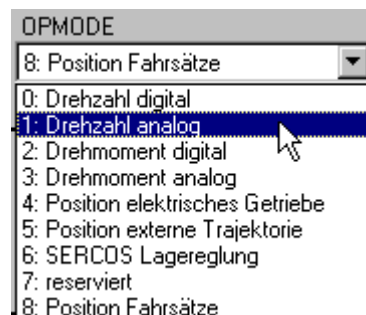 OPMODE
8: Position Fahrsätze
0: Drehzahl digital
1: Drehzahl analog
2: Drehmoment digital
3: Drehmoment analog
4: Position elektrisches Getriebe
5: Position externe Trajektorie
6: SERCOS Lagereglung
7: reserviert
8: Position Fahrsätze